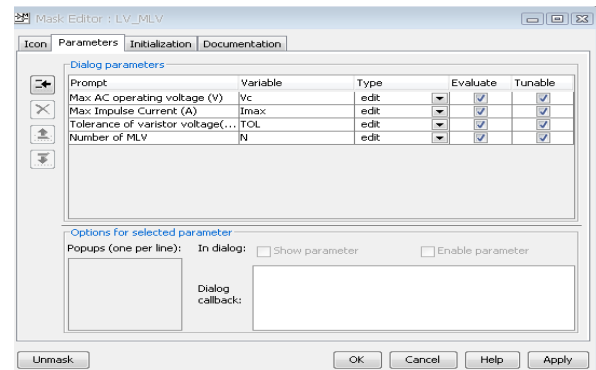 Mask Editor : LV_MLV
Icon Parameters Initialization Documentation
Dialog parameters
Prompt Variable Type Evaluate Tunable
Max AC operating voltage (V) Vc edit
Max Impulse Current (A) Imax edit
Tolerance of varistor voltage(... TOL edit
Number of MLV N edit
Options for selected parameter
Popups (one per line): In dialog: Show parameter Enable parameter
Dialog
callback:
Unmask OK Cancel Help Apply